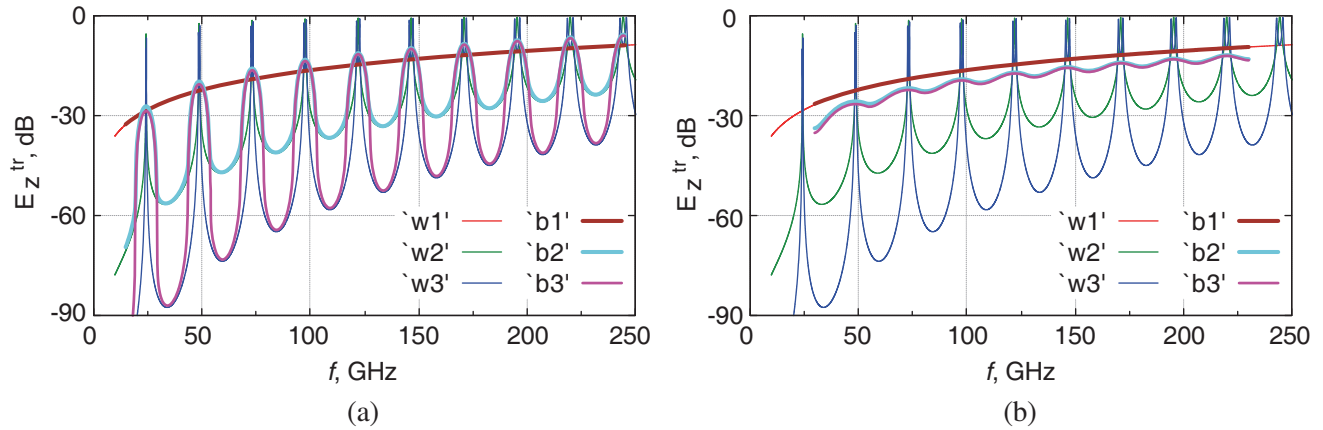 0
-30
-60
-90
E_z^tr, dB
`w1' `b1'
`w2' `b2'
`w3' `b3'
0 50 100 150 200 250
f, GHz
(a)
0
-30
-60
-90
E_z^tr, dB
`w1' `b1'
`w2' `b2'
`w3' `b3'
0 50 100 150 200 250
f, GHz
(b)